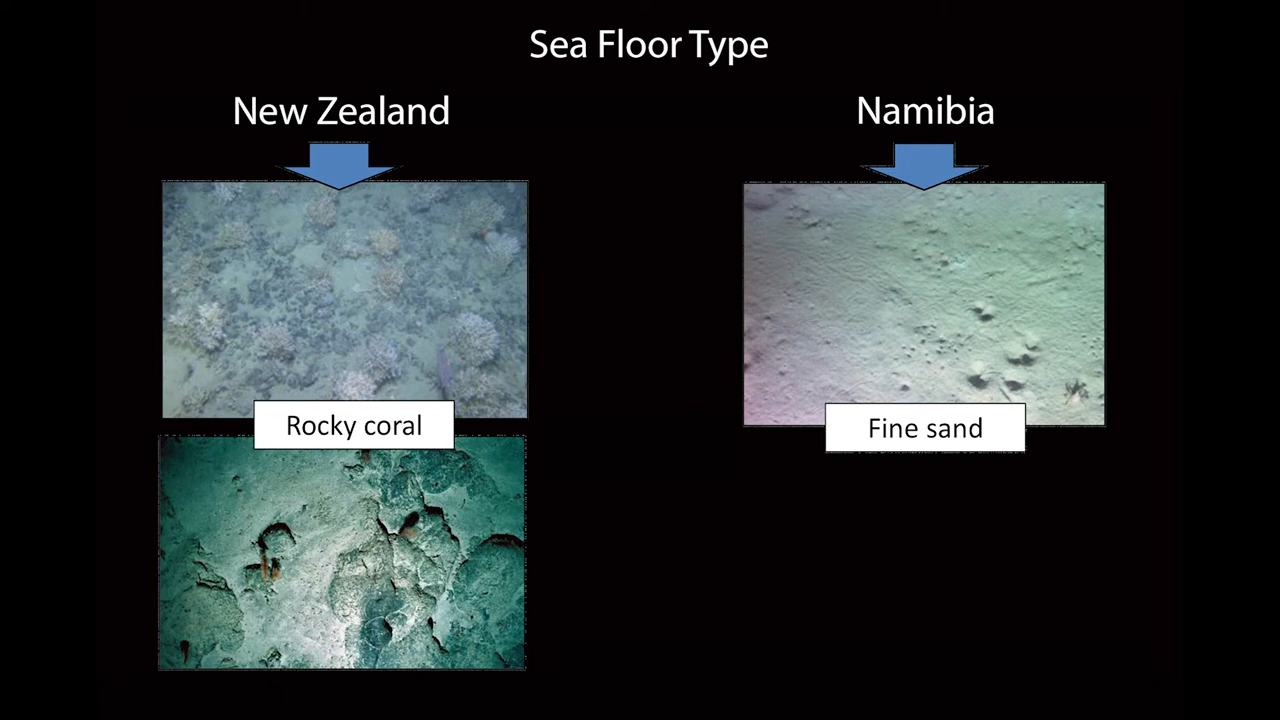 Sea Floor Type
New Zealand
Namibia
Rocky coral
Fine sand